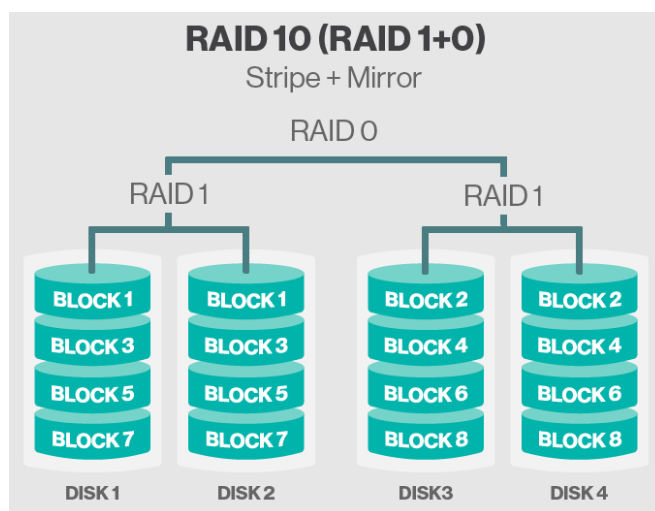 RAID 10 (RAID 1+0)
Stripe + Mirror
RAID 0
RAID 1 RAID 1
BLOCK 1 BLOCK 1 BLOCK 2 BLOCK 2
BLOCK 3 BLOCK 3 BLOCK 4 BLOCK 4
BLOCK 5 BLOCK 5 BLOCK 6 BLOCK 6
BLOCK 7 BLOCK 7 BLOCK 8 BLOCK 8
DISK 1 DISK 2 DISK3 DISK 4